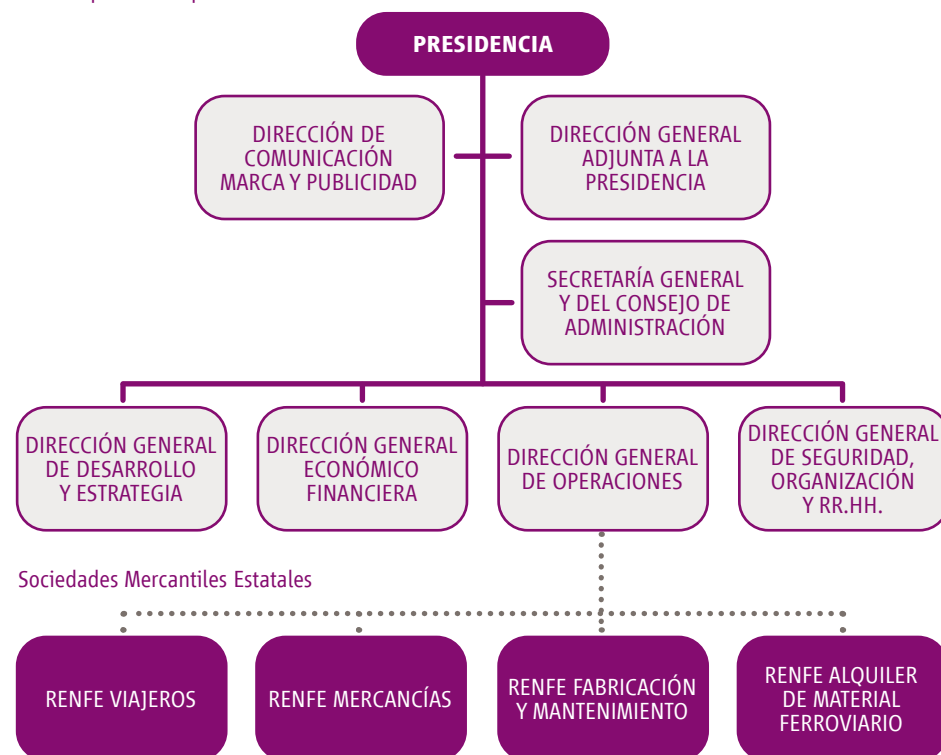 PRESIDENCIA
DIRECCIÓN DE
COMUNICACIÓN
MARCA Y PUBLICIDAD
DIRECCIÓN GENERAL
ADJUNTA A LA
PRESIDENCIA
SECRETARÍA GENERAL
Y DEL CONSEJO DE
ADMINISTRACIÓN
DIRECCIÓN GENERAL
DE DESARROLLO
Y ESTRATEGIA
DIRECCIÓN GENERAL
ECONÓMICO
FINANCIERA
DIRECCIÓN GENERAL
DE OPERACIONES
DIRECCIÓN GENERAL
DE SEGURIDAD,
ORGANIZACIÓN
Y RR.HH.
Sociedades Mercantiles Estatales
RENFE VIAJEROS
RENFE MERCANCÍAS
RENFE FABRICACIÓN
Y MANTENIMIENTO
RENFE ALQUILER
DE MATERIAL
FERROVIARIO